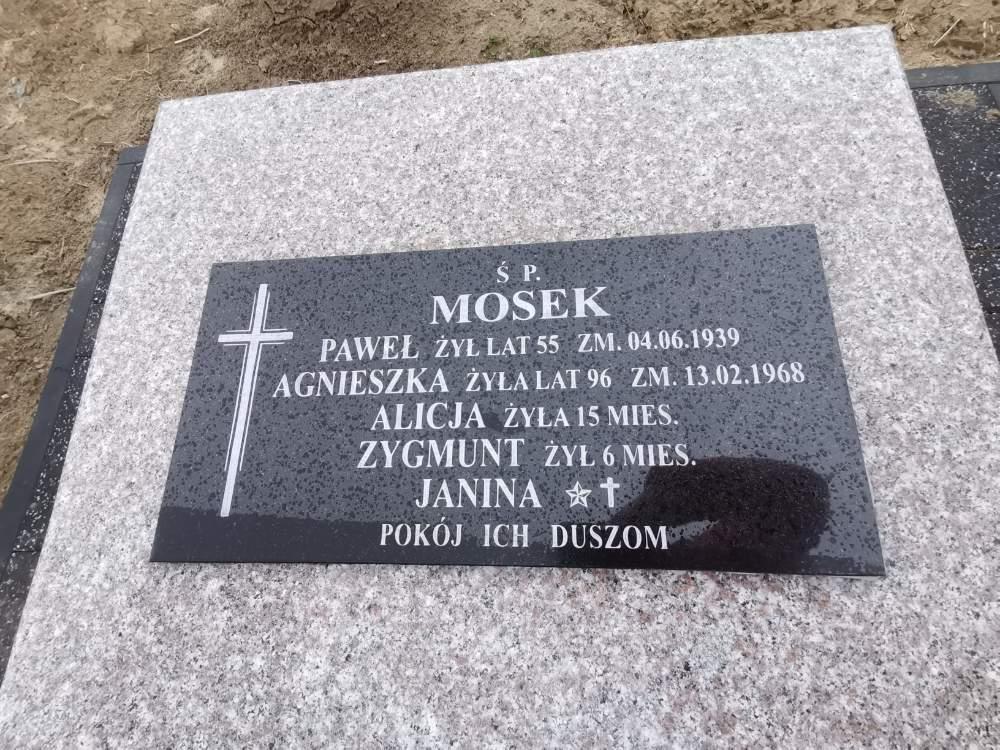 Ś P.
MOSEK
PAWEŁ ŻYŁ LAT 55 ZM. 04.06.1939
AGNIESZKA ŻYŁA LAT 96 ZM. 13.02.1968
ALICJA ŻYŁA 15 MIES.
ZYGMUNT ŻYŁ 6 MIES.
JANINA
POKÓJ ICH DUSZOM